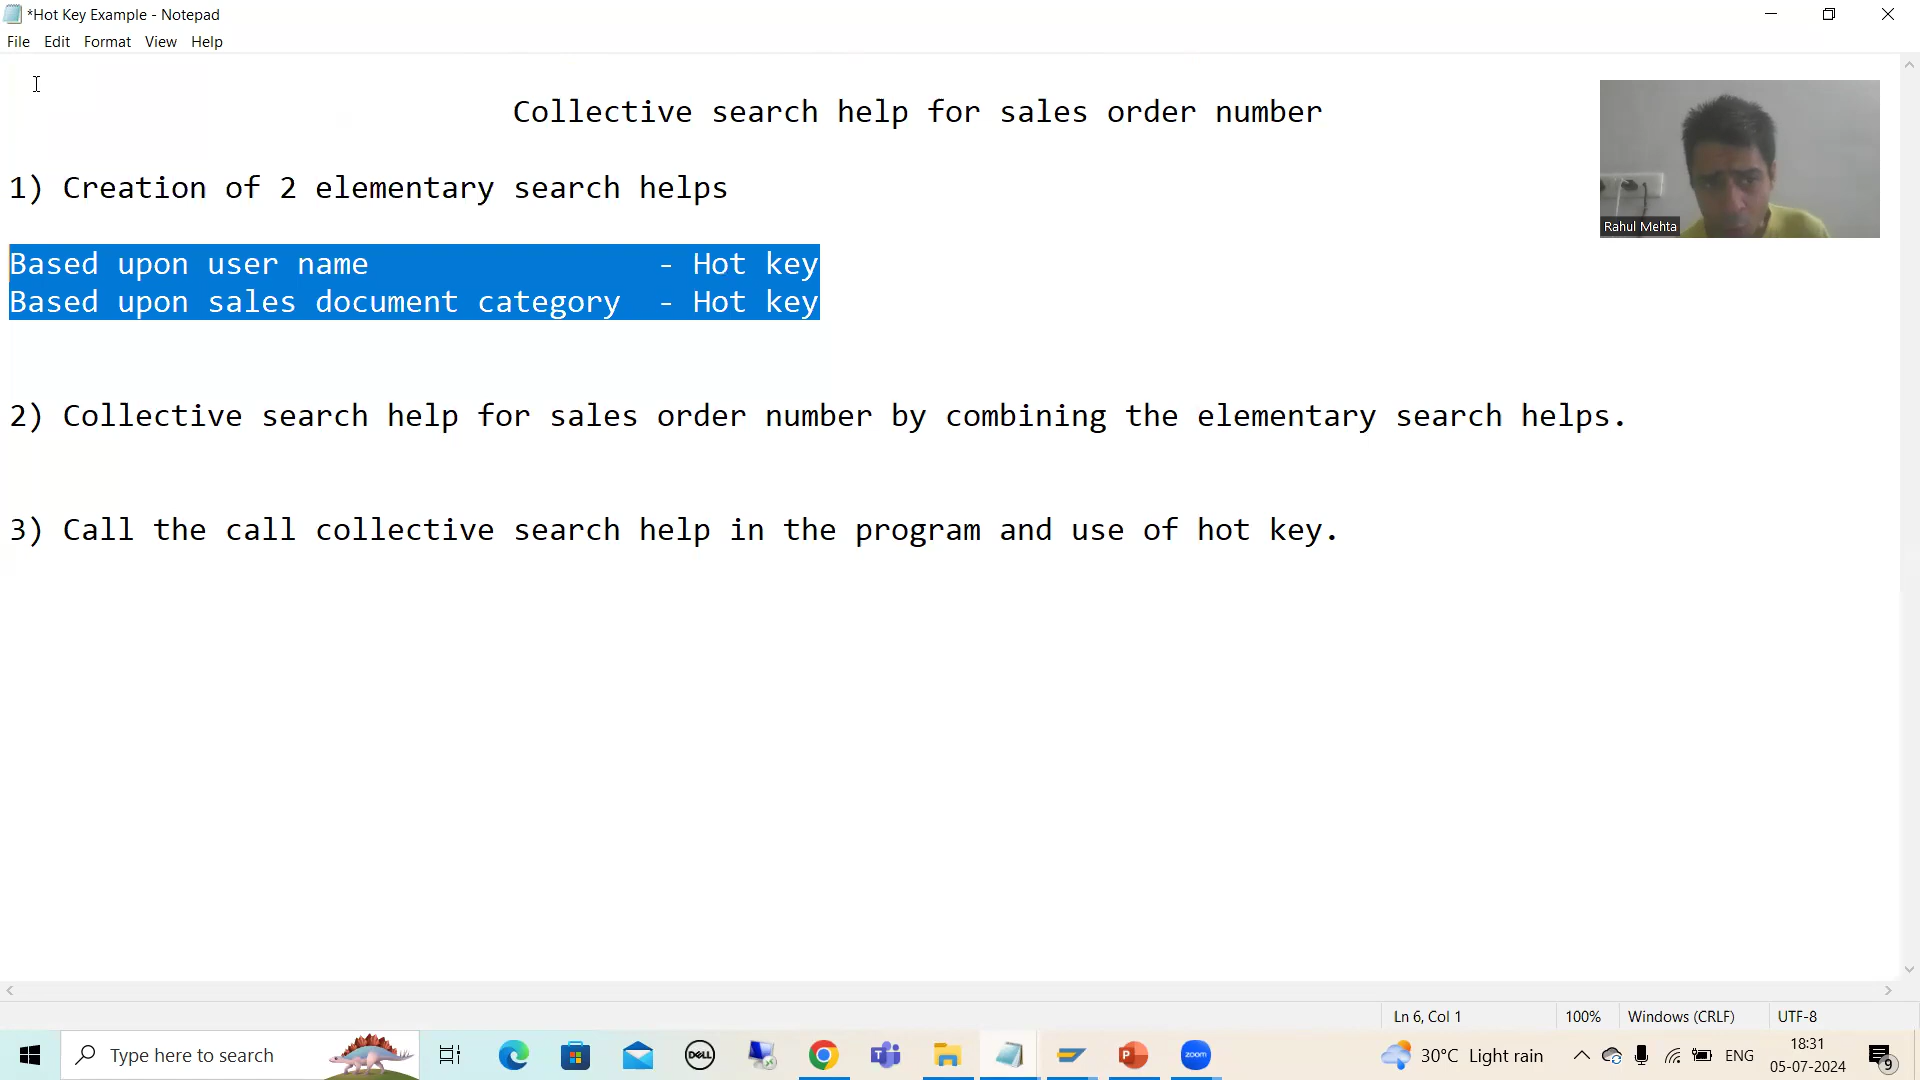 *Hot Key Example - Notepad
File Edit Format View Help
Collective search help for sales order number
1) Creation of 2 elementary search helps
Rahul Mehta
Based upon user name - Hot key
Based upon sales document category - Hot key
2) Collective search help for sales order number by combining the elementary search helps.
3) Call the call collective search help in the program and use of hot key.
Ln 6, Col 1 100% Windows (CRLF) UTF-8
Type here to search
DELL
zoom
30°C Light rain
ENG
18:31
05-07-2024
9